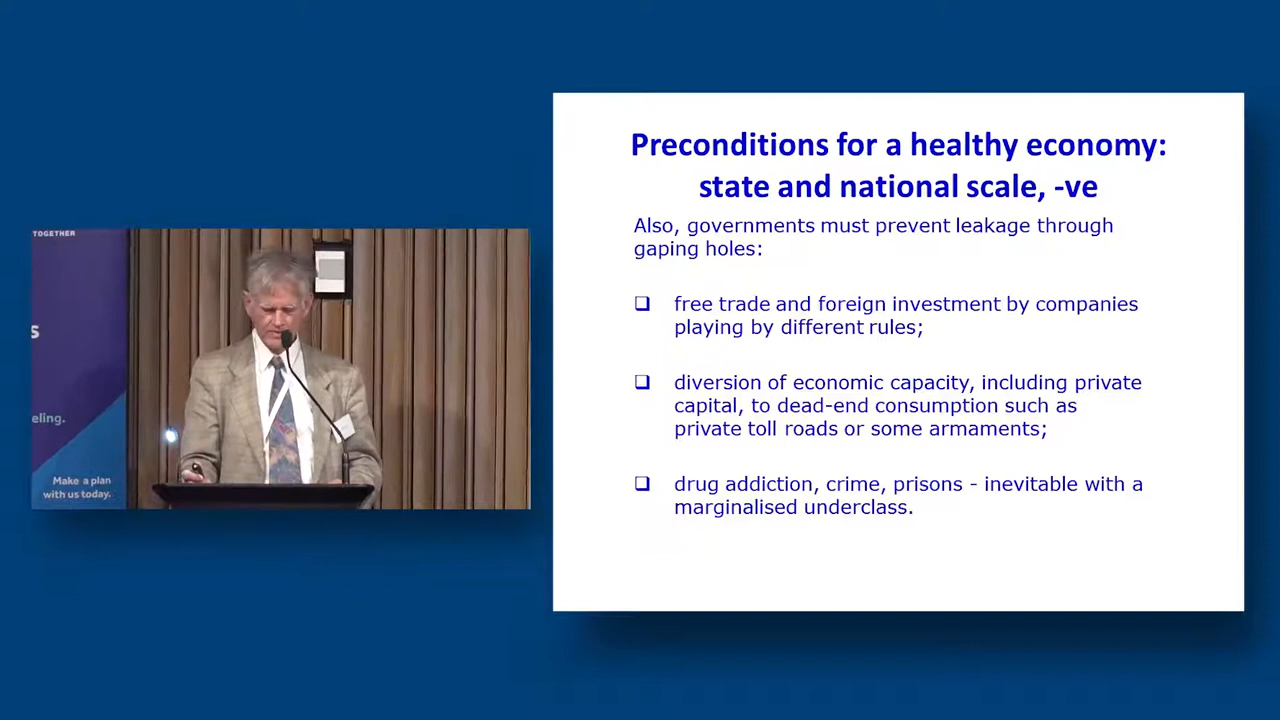 TOGETHER
S
eling.
Make a plan
with us today.
Preconditions for a healthy economy:
state and national scale, -ve
Also, governments must prevent leakage through
gaping holes:
free trade and foreign investment by companies
playing by different rules;
diversion of economic capacity, including private
capital, to dead-end consumption such as
private toll roads or some armaments;
drug addiction, crime, prisons - inevitable with a
marginalised underclass.